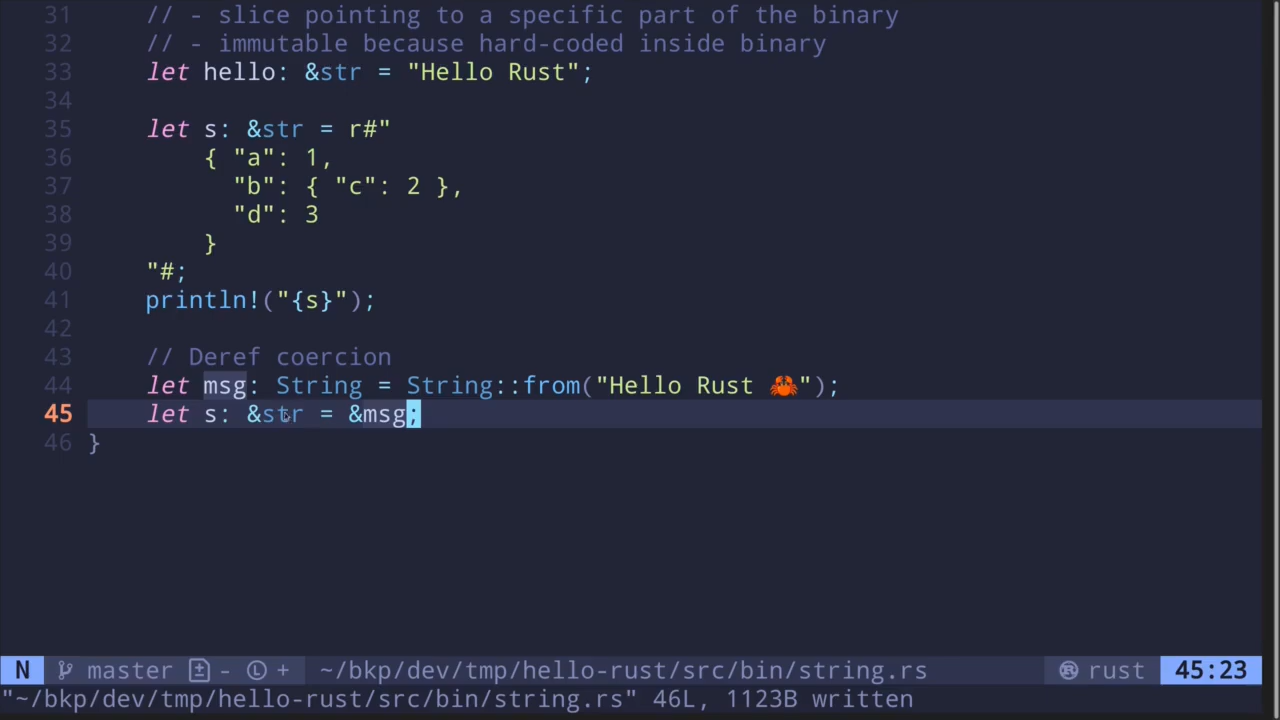 31 // - slice pointing to a specific part of the binary
32 // - immutable because hard-coded inside binary
33 let hello: &str = "Hello Rust";
34
35 let s: &str = r#"
36 { "a": 1,
37 "b": { "c": 2 },
38 "d": 3
39 }
40 "#;
41 println!("{s}");
42
43 // Deref coercion
44 let msg: String = String::from("Hello Rust 🦀");
45 let s: &str = &msg;
46 }
N master - L + ~/bkp/dev/tmp/hello-rust/src/bin/string.rs rust 45:23
"~/bkp/dev/tmp/hello-rust/src/bin/string.rs" 46L, 1123B written